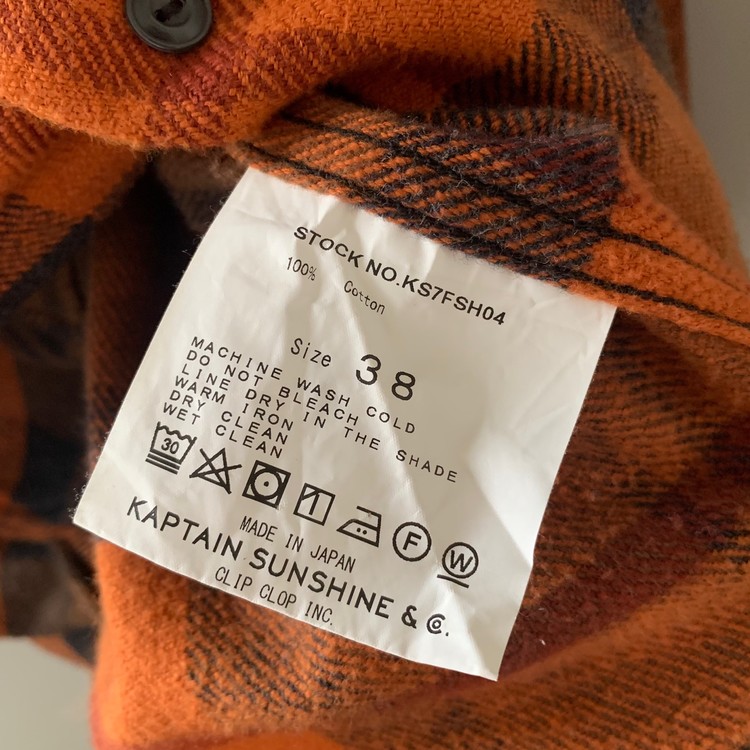 STOCK NO.KS7FSH04
100% Cotton
Size 38
MACHINE WASH COLD
DO NOT BLEACH
LINE DRY IN THE SHADE
WARM IRON
DRY CLEAN
WET CLEAN
30 F W
MADE IN JAPAN
KAPTAIN SUNSHINE & Co.
CLIP CLOP INC.